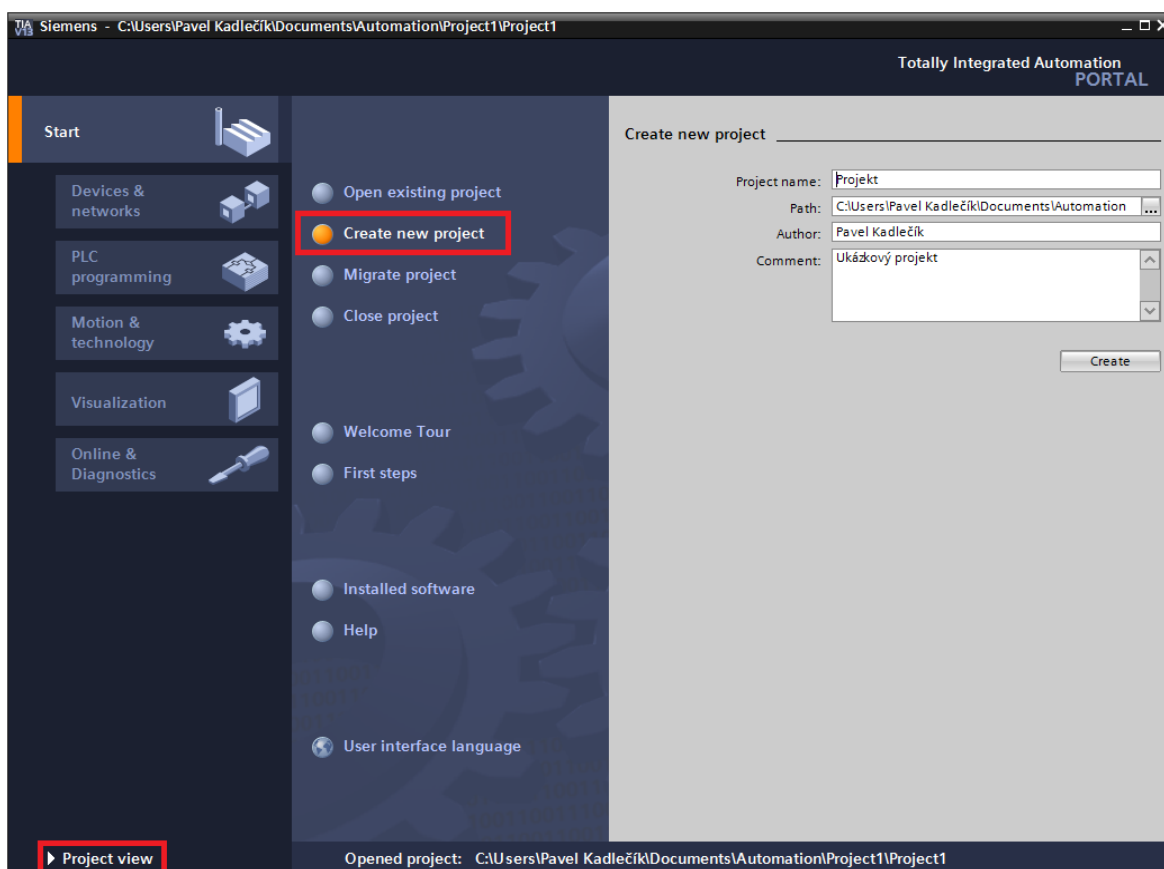 TIA V13 Siemens - C:\Users\Pavel Kadlečík\Documents\Automation\Project1\Project1
Totally Integrated Automation
PORTAL
Start
Devices &
networks
PLC
programming
Motion &
technology
Visualization
Online &
Diagnostics
Open existing project
Create new project
Migrate project
Close project
Welcome Tour
First steps
Installed software
Help
User interface language
Create new project
Project name: Projekt
Path: C:\Users\Pavel Kadlečík\Documents\Automation ...
Author: Pavel Kadlečík
Comment: Ukázkový projekt
Create
Project view
Opened project: C:\Users\Pavel Kadlečík\Documents\Automation\Project1\Project1